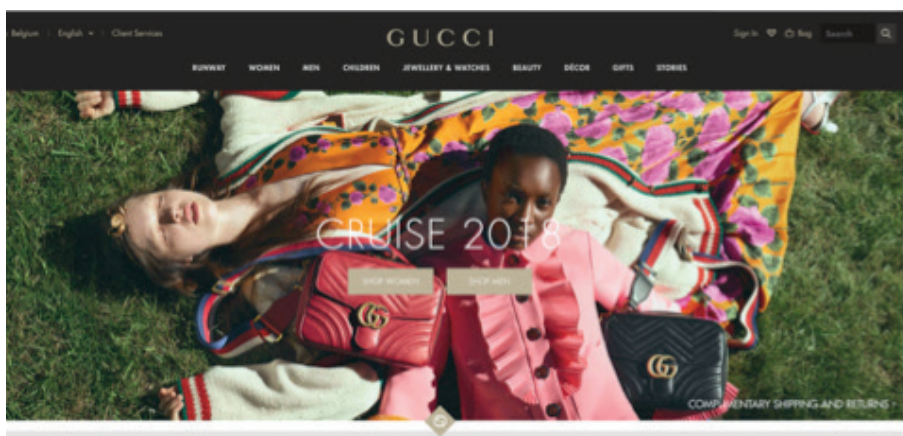 Belgium | English | Client Services
GUCCI
Sign In Bag Search
RUNWAY WOMEN MEN CHILDREN JEWELLERY & WATCHES BEAUTY DÉCOR GIFTS STORIES
CRUISE 2018
SHOP WOMEN SHOP MEN
COMPLIMENTARY SHIPPING AND RETURNS >